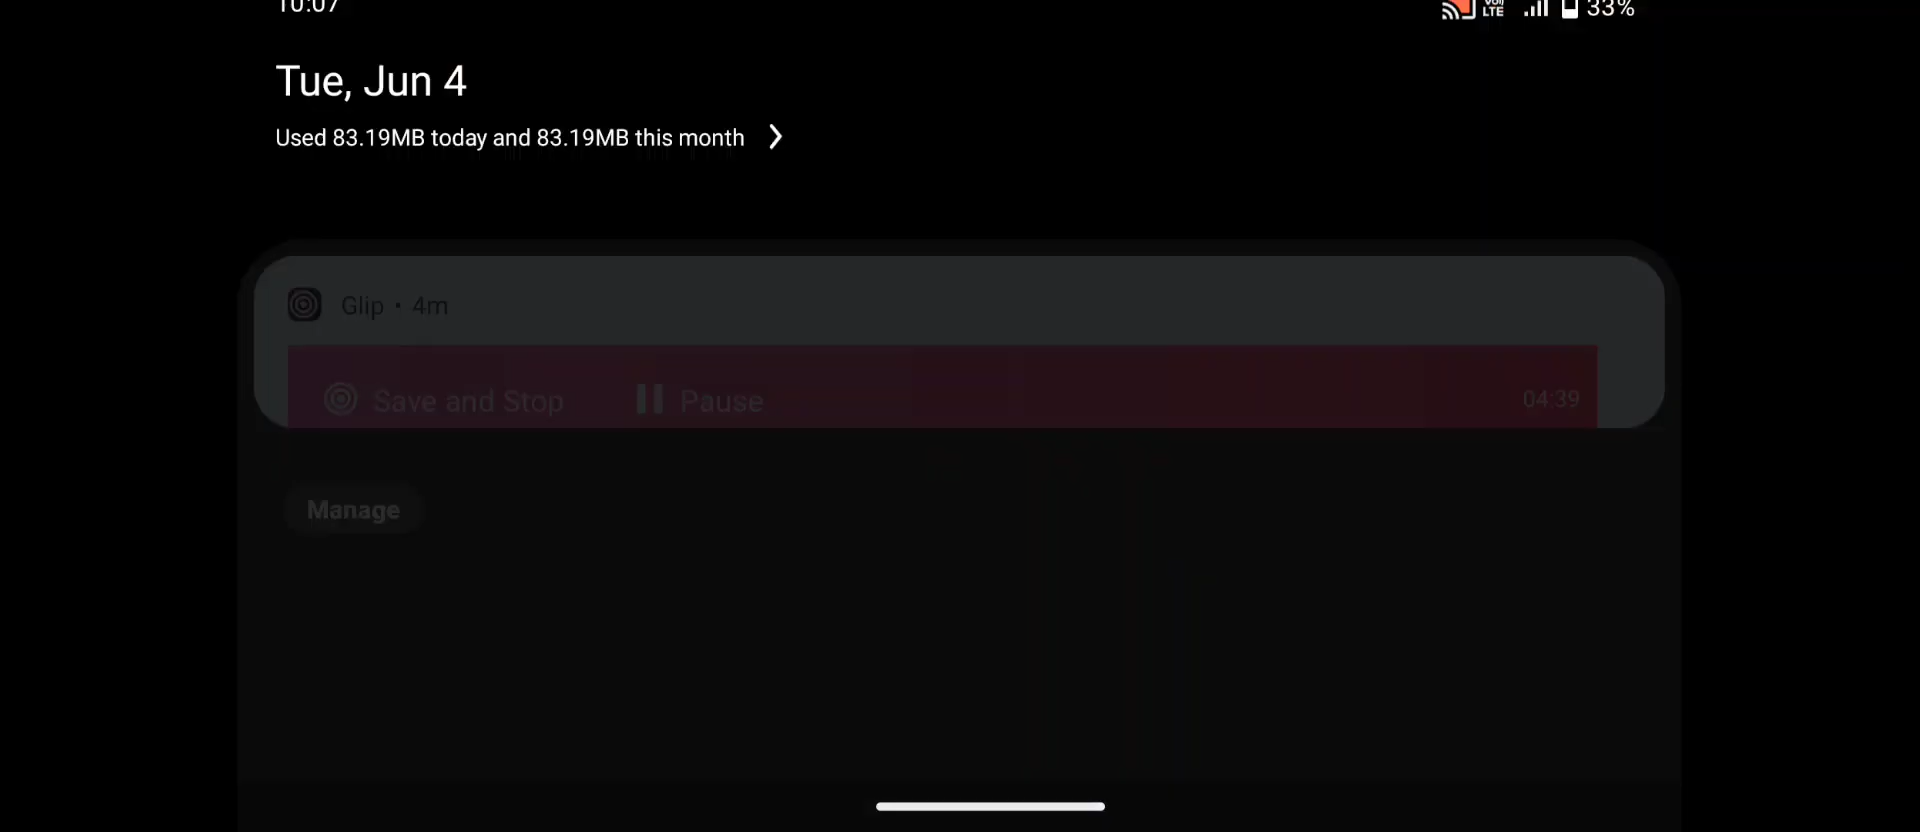 10:07 VoLTE 33%
Tue, Jun 4
Used 83.19MB today and 83.19MB this month
Glip • 4m
Save and Stop Pause 04:39
Manage